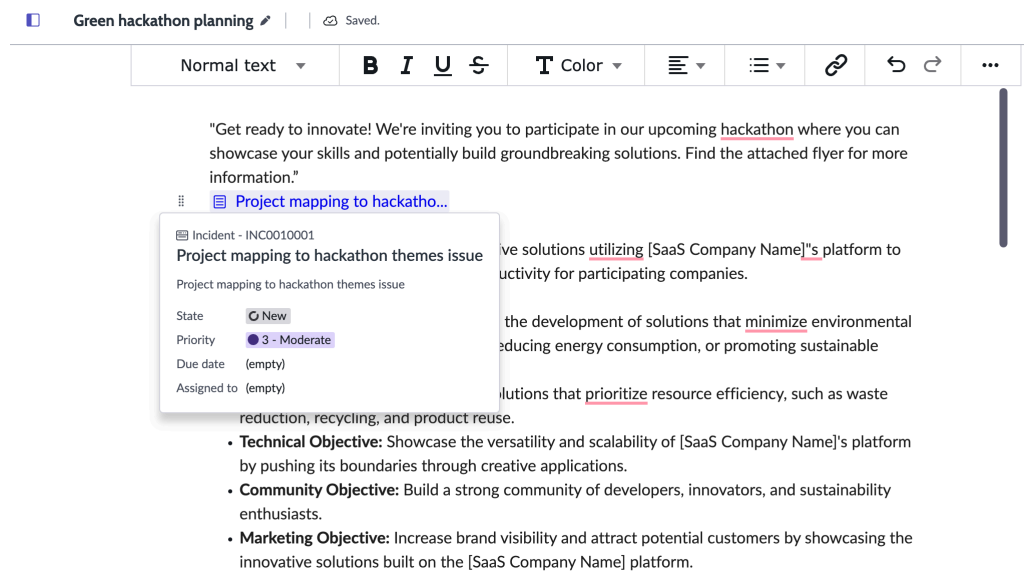 Green hackathon planning
Saved.
Normal text B I U S T Color
"Get ready to innovate! We're inviting you to participate in our upcoming hackathon where you can
showcase your skills and potentially build groundbreaking solutions. Find the attached flyer for more
information.”
Project mapping to hackatho...
Incident - INC0010001
Project mapping to hackathon themes issue
Project mapping to hackathon themes issue
State New
Priority 3 - Moderate
Due date (empty)
Assigned to (empty)
solutions utilizing [SaaS Company Name]"s platform to
for participating companies.
the development of solutions that minimize environmental
energy consumption, or promoting sustainable
that prioritize resource efficiency, such as waste
reduction, recycling, and product reuse.
• Technical Objective: Showcase the versatility and scalability of [SaaS Company Name]'s platform
by pushing its boundaries through creative applications.
• Community Objective: Build a strong community of developers, innovators, and sustainability
enthusiasts.
• Marketing Objective: Increase brand visibility and attract potential customers by showcasing the
innovative solutions built on the [SaaS Company Name] platform.